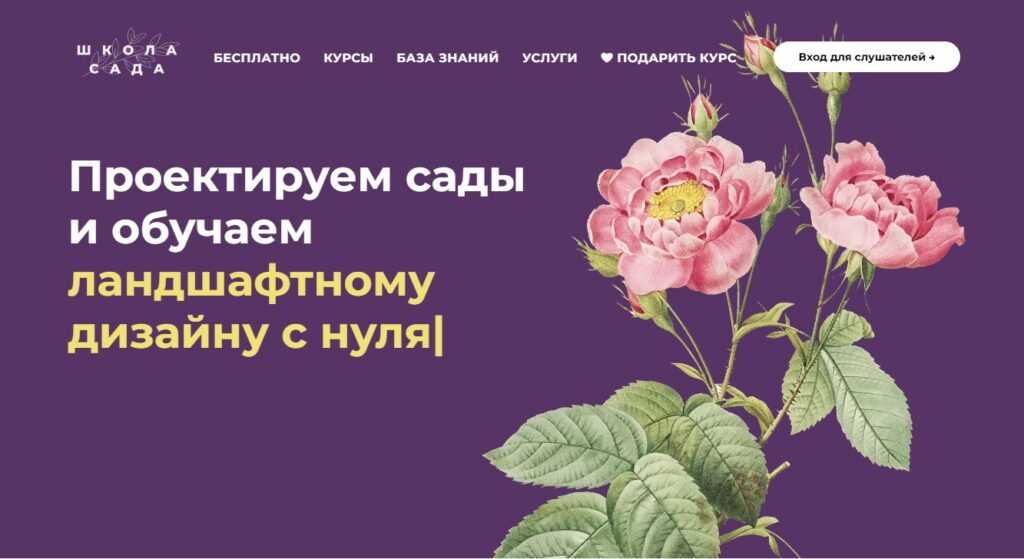 ШКОЛА
САДА
БЕСПЛАТНО КУРСЫ БАЗА ЗНАНИЙ УСЛУГИ ♥ ПОДАРИТЬ КУРС Вход для слушателей →
Проектируем сады
и обучаем
ландшафтному
дизайну с нуля|